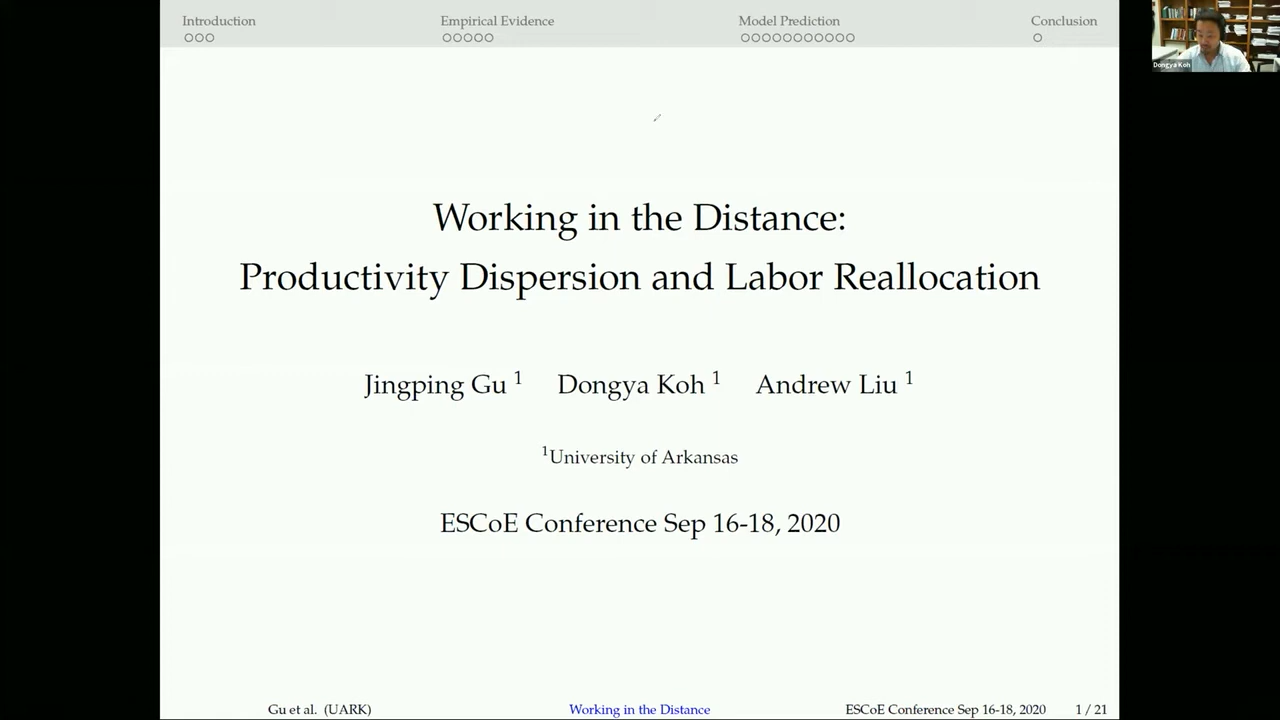 Introduction
Empirical Evidence
Model Prediction
Conclusion
Dongya Koh
Working in the Distance:
Productivity Dispersion and Labor Reallocation
Jingping Gu 1 Dongya Koh 1 Andrew Liu 1
1University of Arkansas
ESCoE Conference Sep 16-18, 2020
Gu et al. (UARK)
Working in the Distance
ESCoE Conference Sep 16-18, 2020
1 / 21